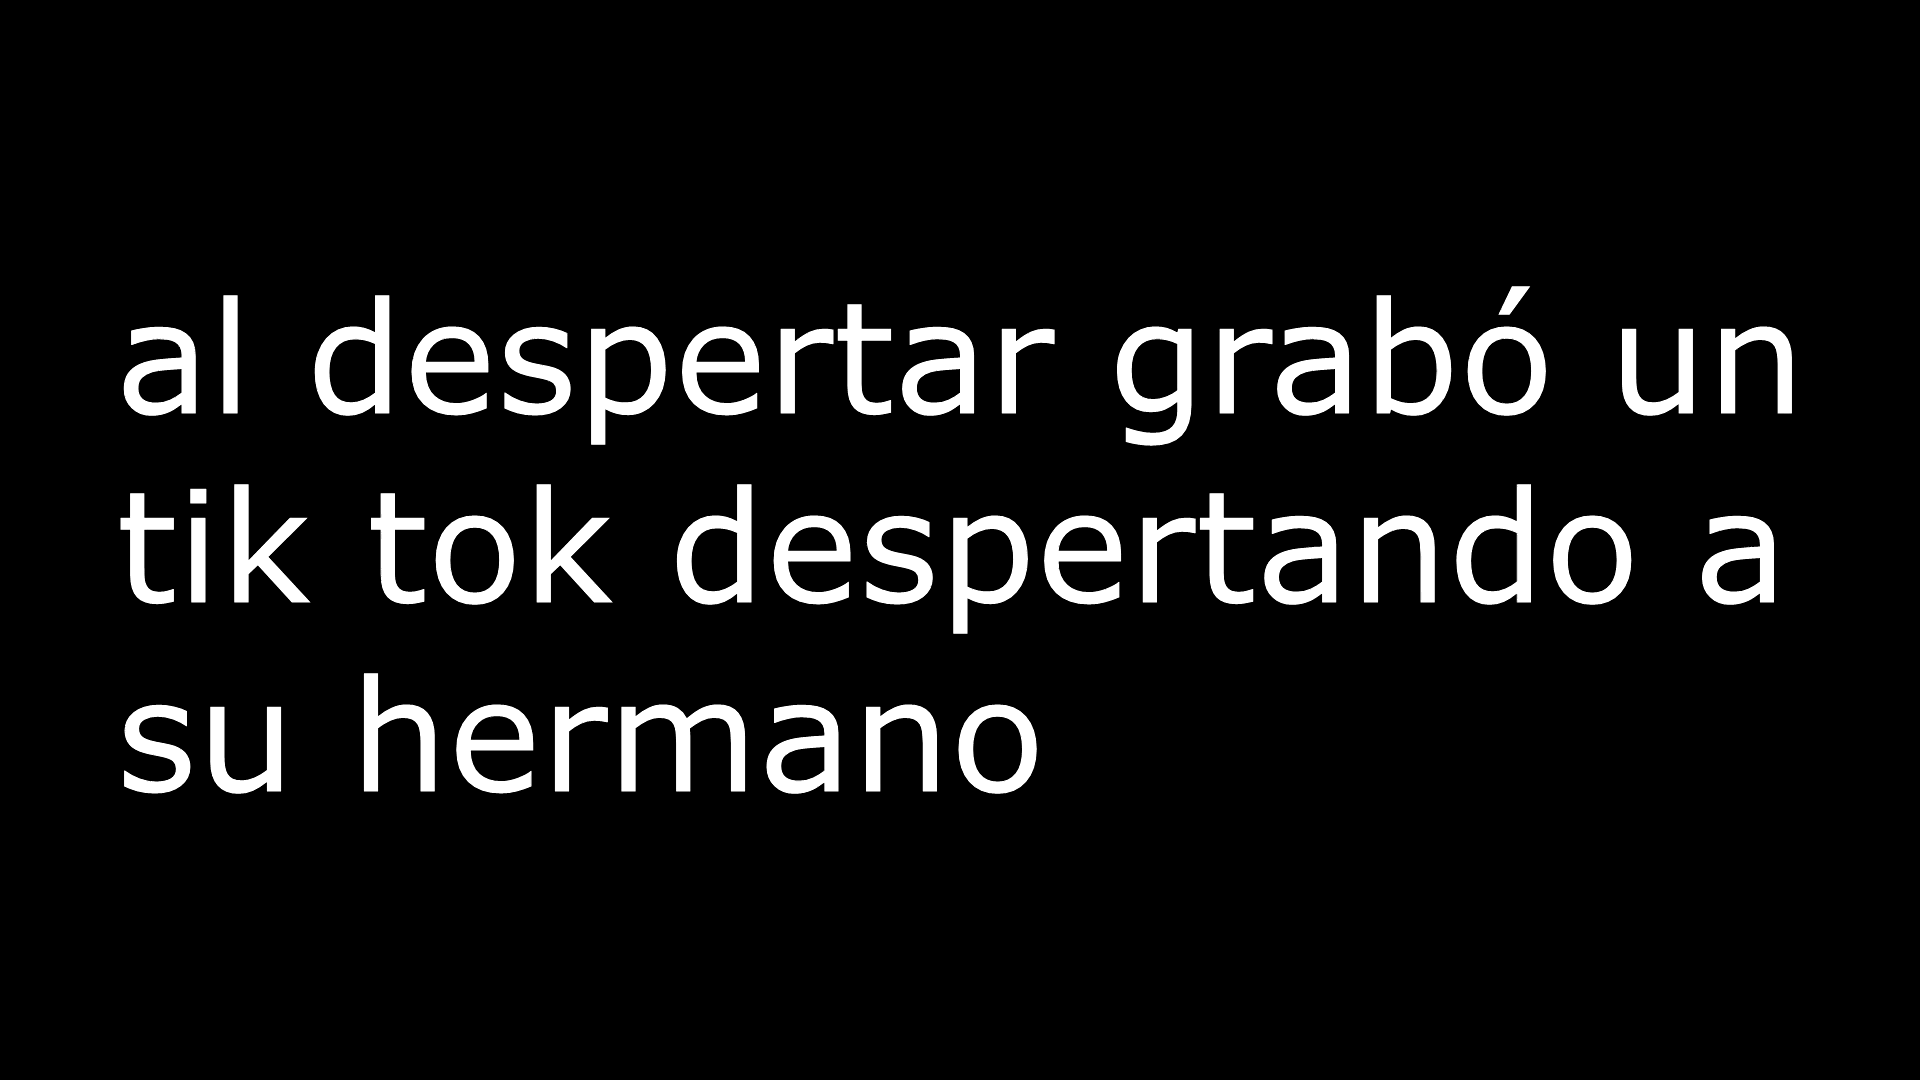 al despertar grabó un
tik tok despertando a
su hermano